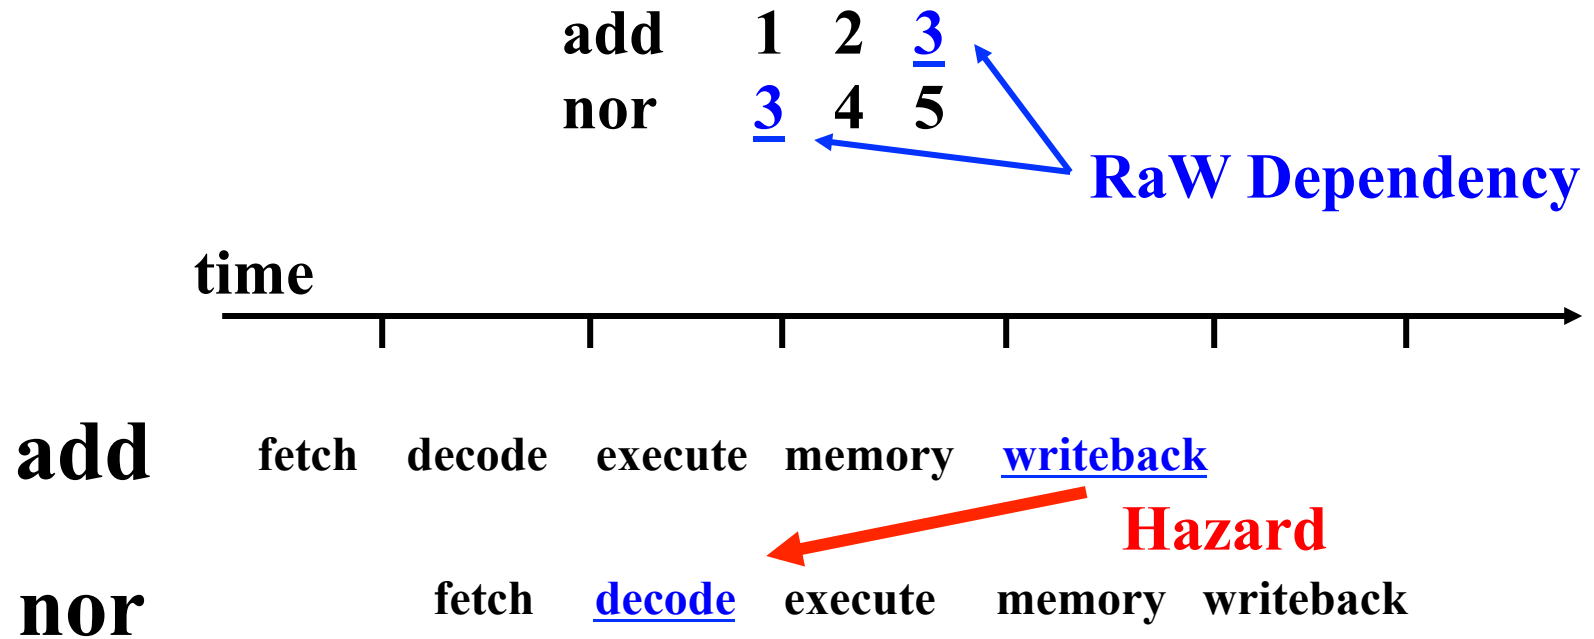 add 1 2 3
nor 3 4 5
RaW Dependency
time
add fetch decode execute memory writeback
Hazard
nor fetch decode execute memory writeback